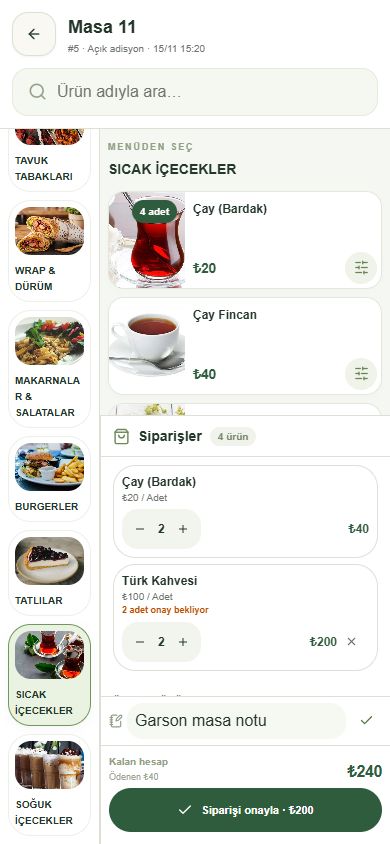 Masa 11
#5 · Açık adisyon · 15/11 15:20
Ürün adıyla ara...
TAVUK
TABAKLARI
WRAP &
DÜRÜM
MAKARNALA
R &
SALATALAR
BURGERLER
TATLILAR
SICAK
İÇECEKLER
SOĞUK
İÇECEKLER
MENÜDEN SEÇ
SICAK İÇECEKLER
4 adet
Çay (Bardak)
₺20
Çay Fincan
₺40
Siparişler
4 ürün
Çay (Bardak)
₺20 / Adet
− 2 +
₺40
Türk Kahvesi
₺100 / Adet
2 adet onay bekliyor
− 2 +
₺200 ×
Garson masa notu
Kalan hesap
Ödenen ₺40
₺240
Siparişi onayla · ₺200